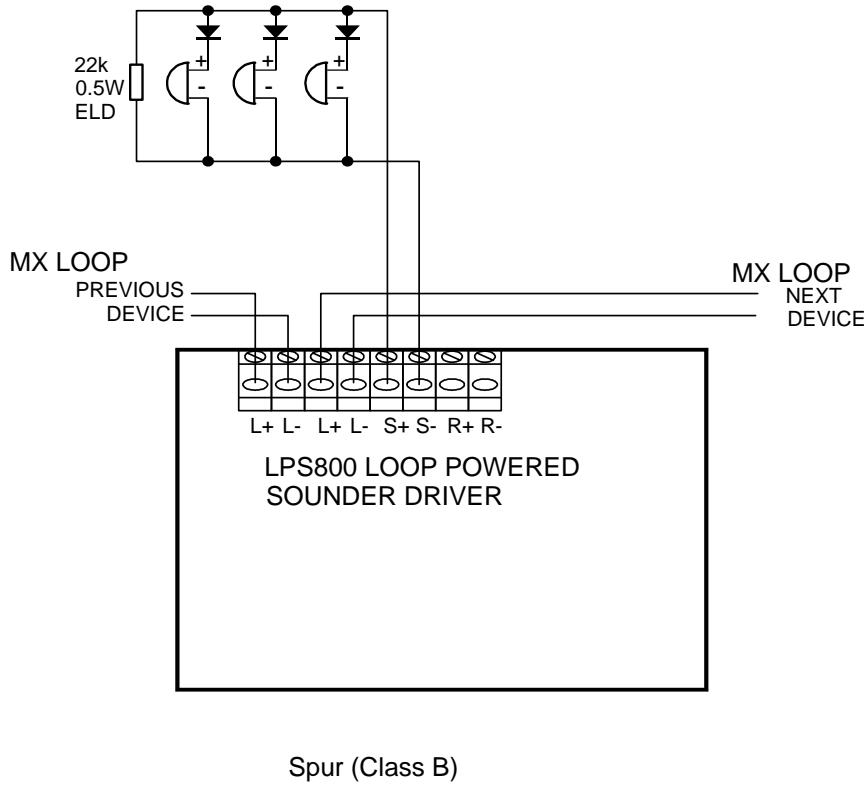 22k
0.5W
ELD
+ + +
- - -
MX LOOP
PREVIOUS
DEVICE
MX LOOP
NEXT
DEVICE
L+ L- L+ L- S+ S- R+ R-
LPS800 LOOP POWERED
SOUNDER DRIVER
Spur (Class B)